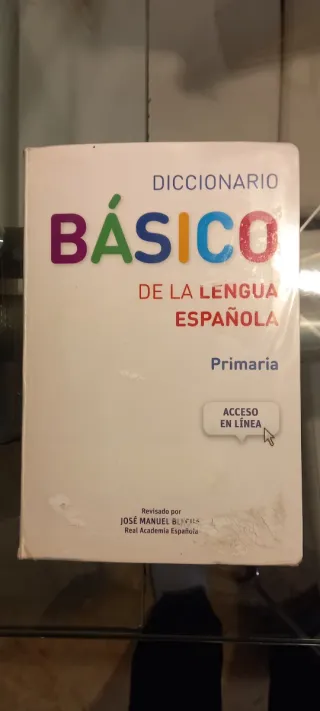 DICCIONARIO
BÁSICO
DE LA LENGUA
ESPAÑOLA
Primaria
ACCESO
EN LÍNEA
Revisado por
JOSÉ MANUEL
Real Academia Española